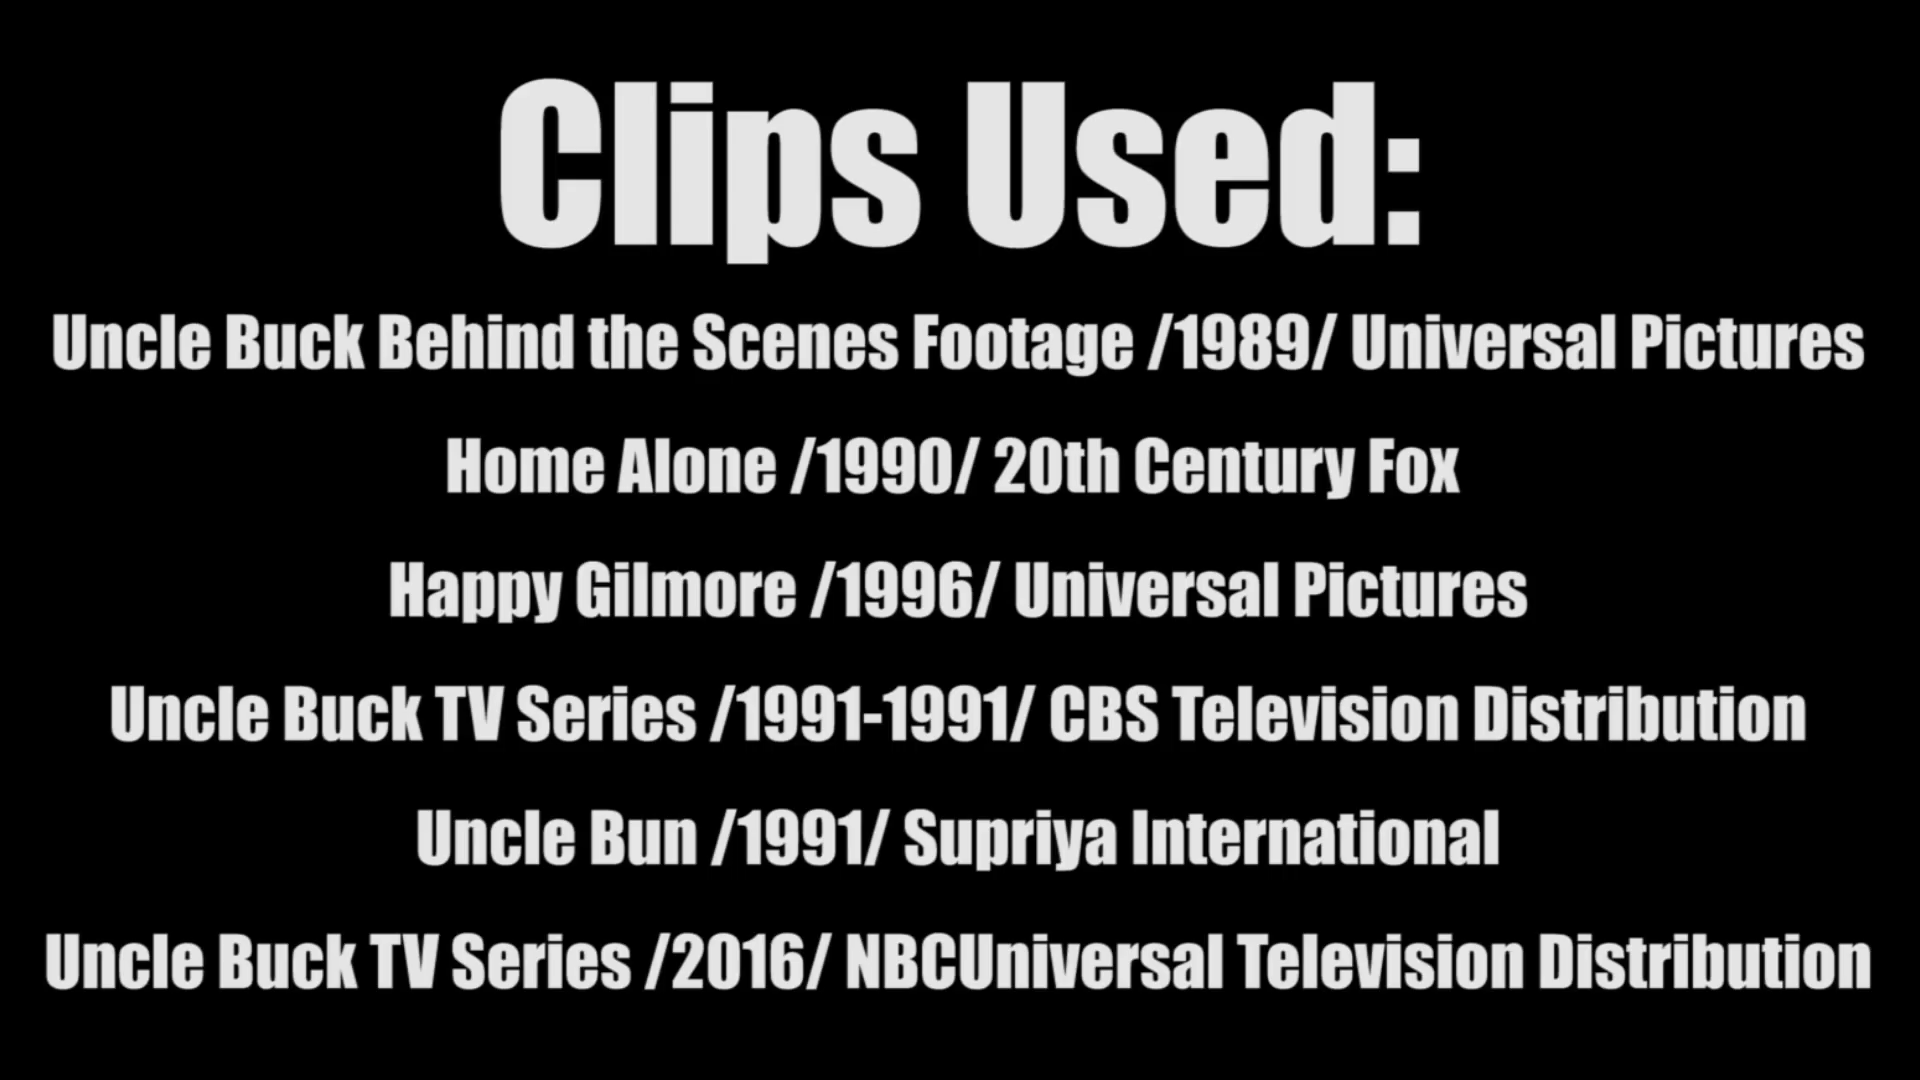 Clips Used:
Uncle Buck Behind the Scenes Footage /1989/ Universal Pictures
Home Alone /1990/ 20th Century Fox
Happy Gilmore /1996/ Universal Pictures
Uncle Buck TV Series /1991-1991/ CBS Television Distribution
Uncle Bun /1991/ Supriya International
Uncle Buck TV Series /2016/ NBCUniversal Television Distribution